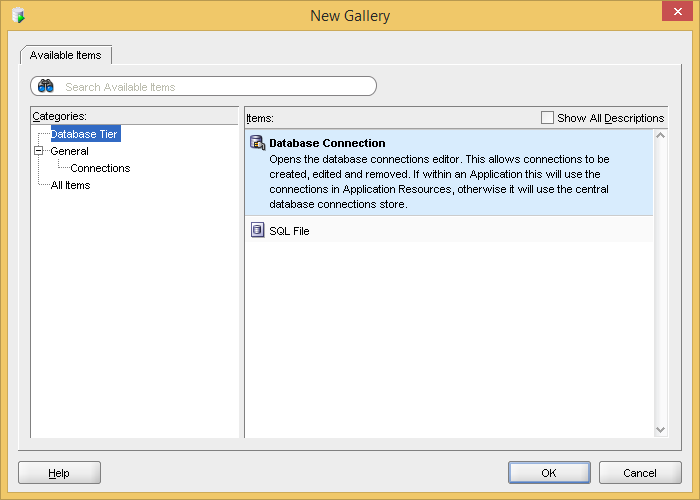 New Gallery
Available Items
Search Available Items
Categories:
Database Tier
General
Connections
All Items
Items:
Show All Descriptions
Database Connection
Opens the database connections editor. This allows connections to be
created, edited and removed. If within an Application this will use the
connections in Application Resources, otherwise it will use the central
database connections store.
SQL File
Help
OK
Cancel